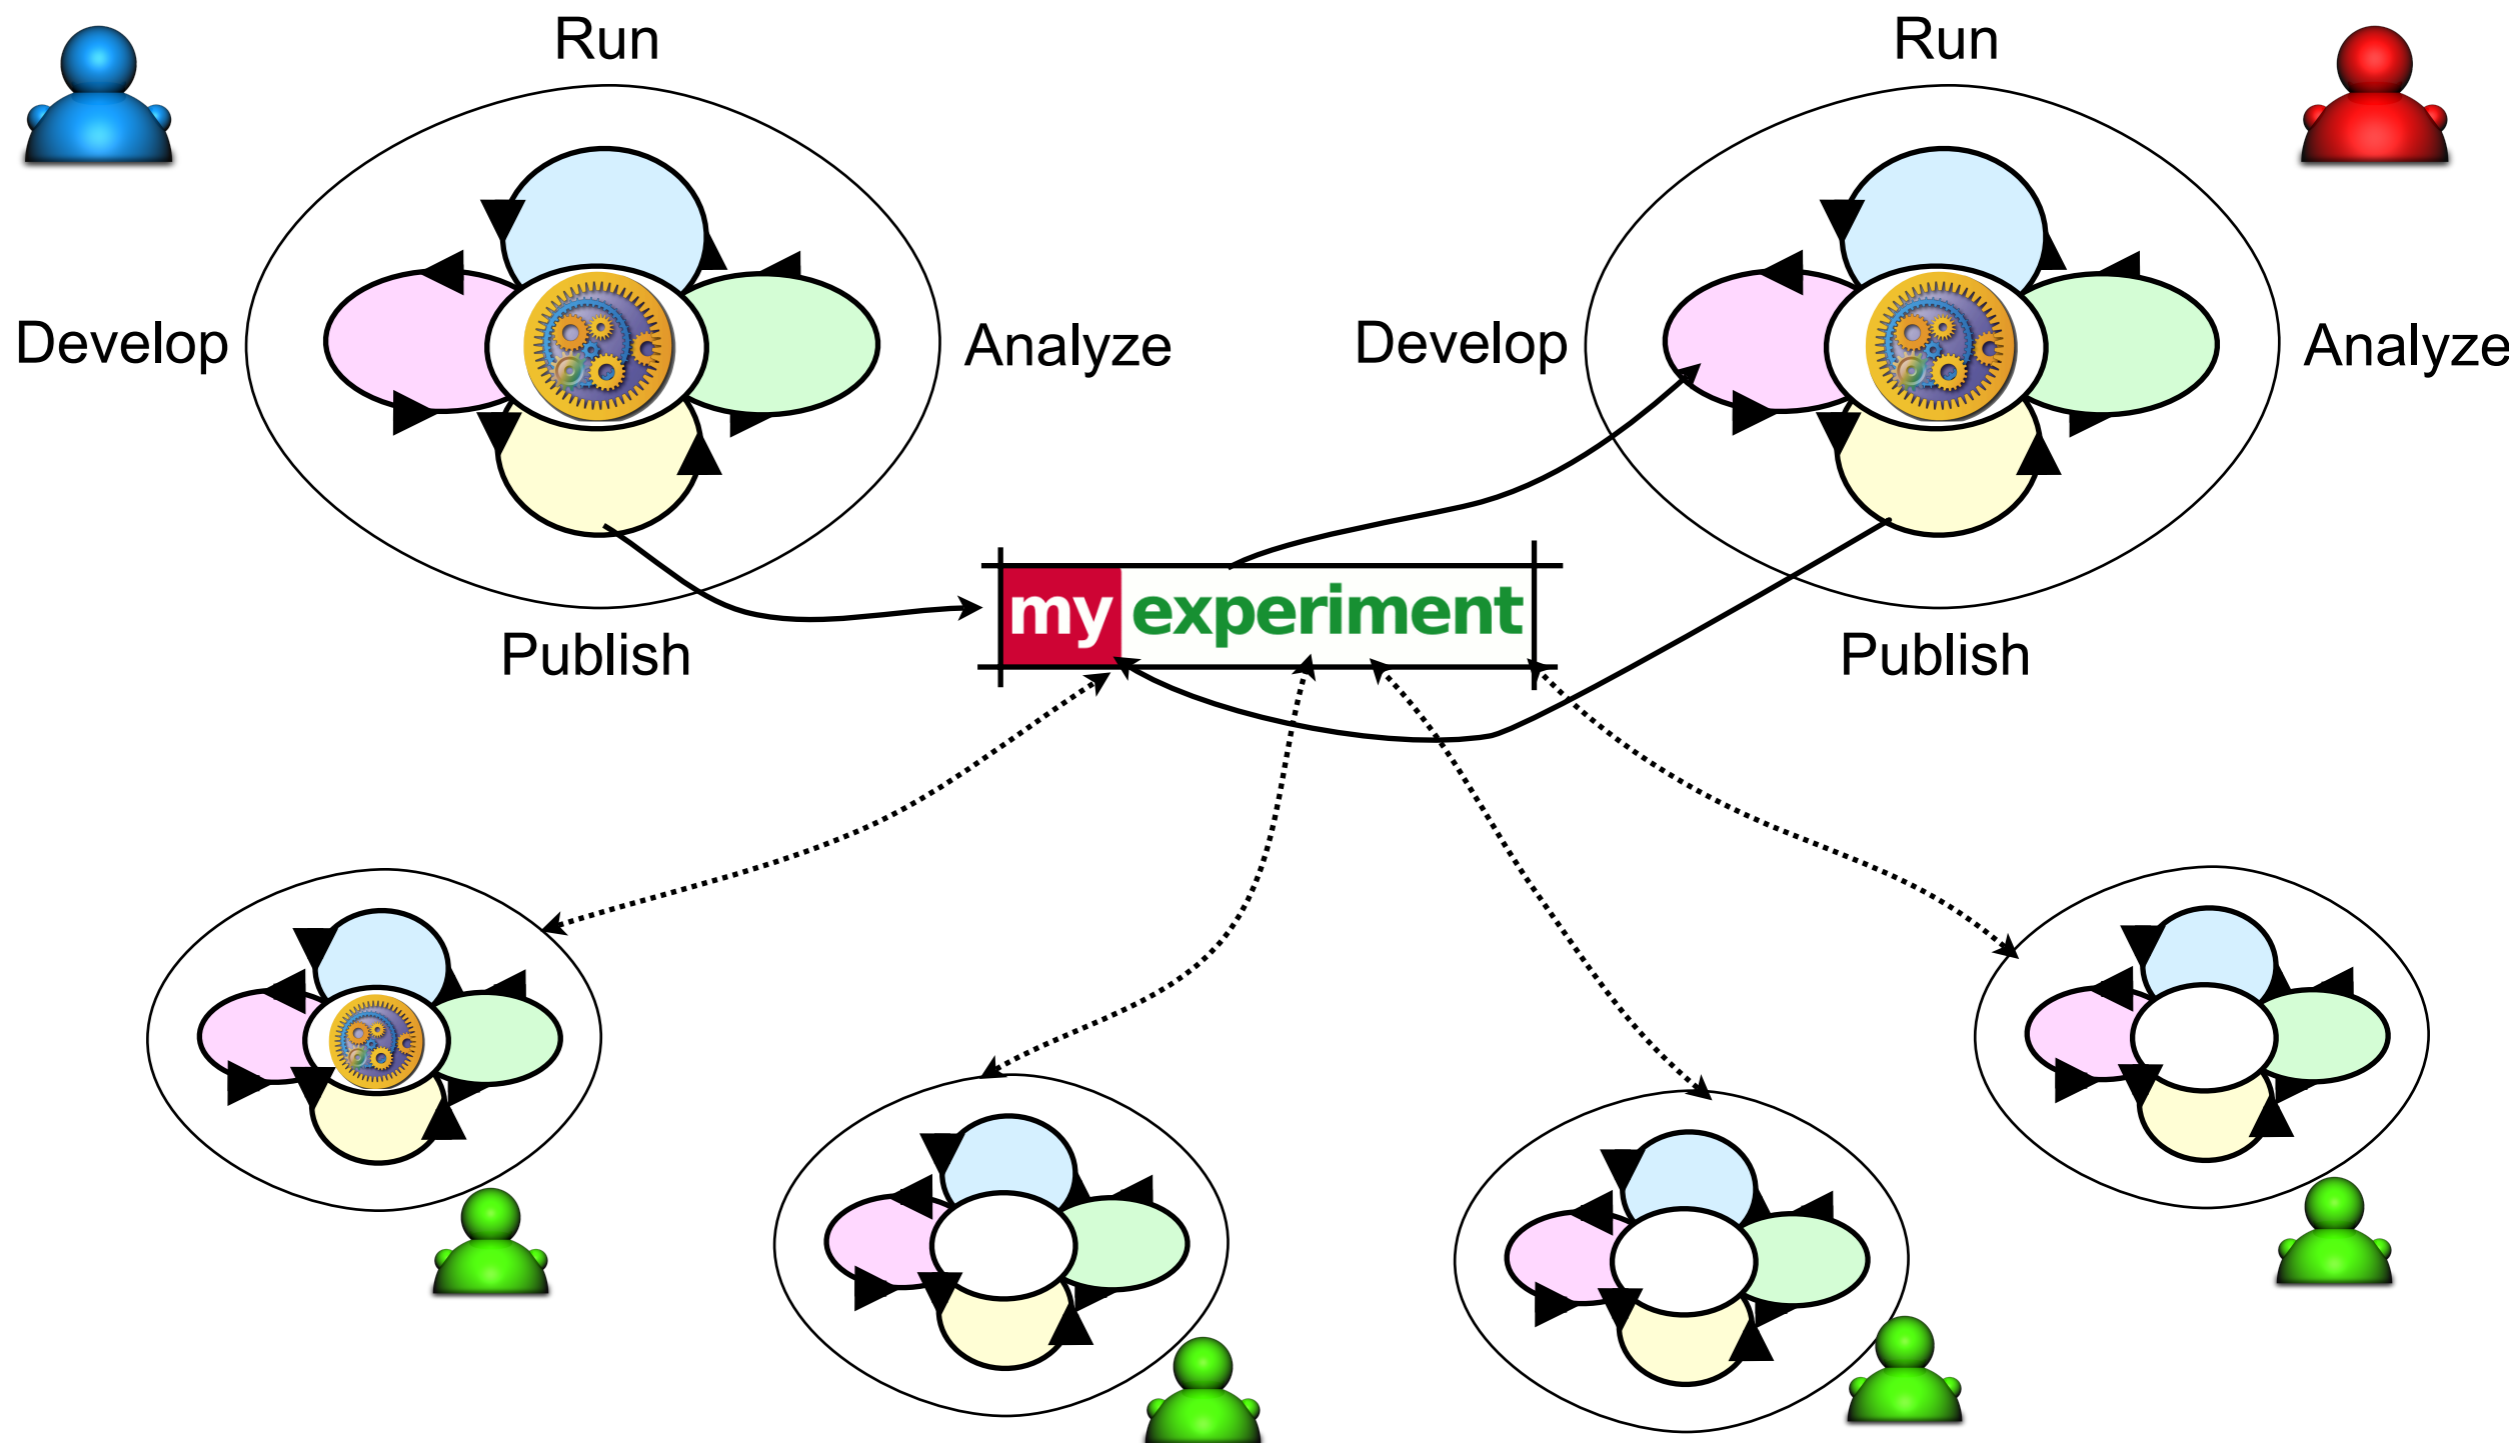 Run
Run
Develop
Analyze
Develop
Analyze
my experiment
Publish
Publish